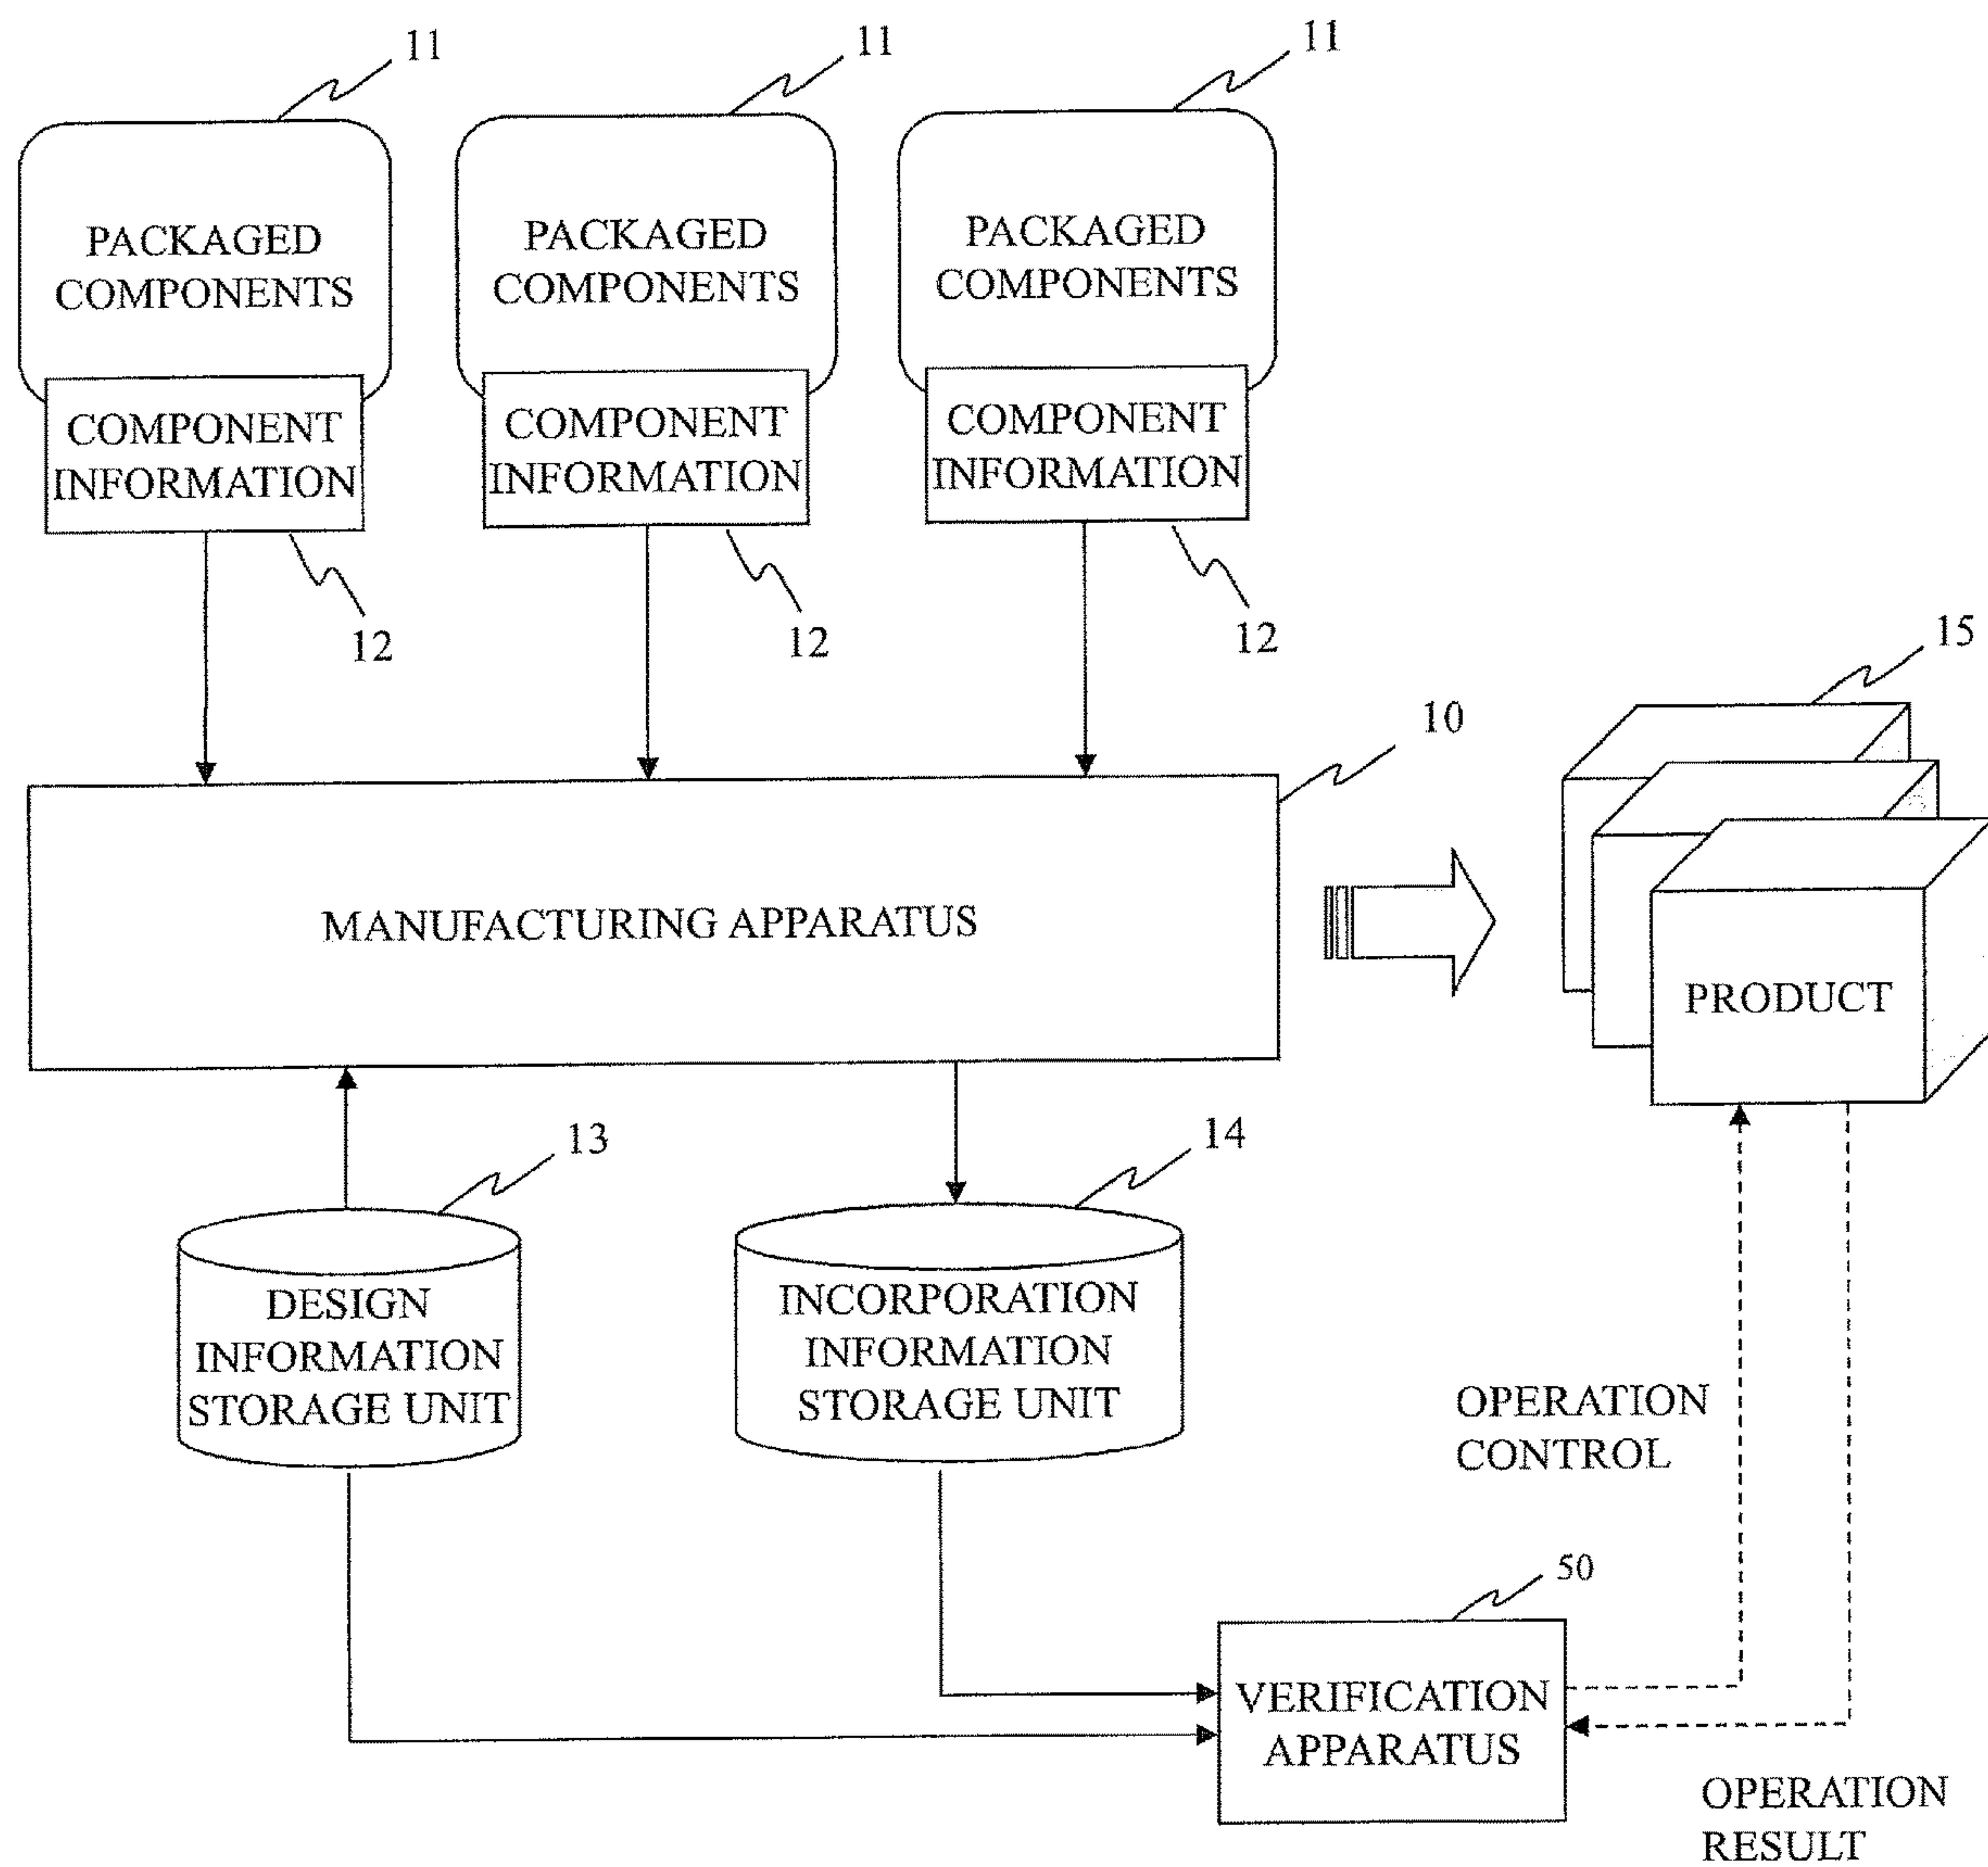 11
11
11
PACKAGED
COMPONENTS
PACKAGED
COMPONENTS
PACKAGED
COMPONENTS
COMPONENT
INFORMATION
COMPONENT
INFORMATION
COMPONENT
INFORMATION
12
12
12
15
10
MANUFACTURING APPARATUS
PRODUCT
13
14
DESIGN
INFORMATION
STORAGE UNIT
INCORPORATION
INFORMATION
STORAGE UNIT
OPERATION
CONTROL
50
VERIFICATION
APPARATUS
OPERATION
RESULT